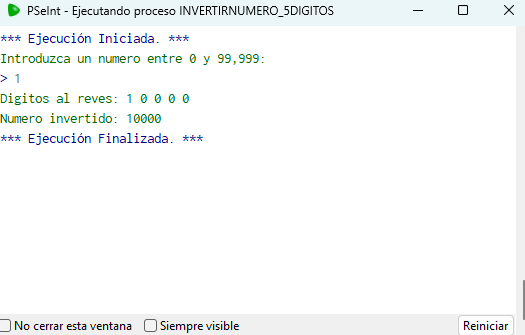 PSeInt - Ejecutando proceso INVERTIRNUMERO_5DIGITOS
*** Ejecución Iniciada. ***
Introduzca un numero entre 0 y 99,999:
> 1
Digitos al reves: 1 0 0 0 0
Numero invertido: 10000
*** Ejecución Finalizada. ***
No cerrar esta ventana Siempre visible Reiniciar